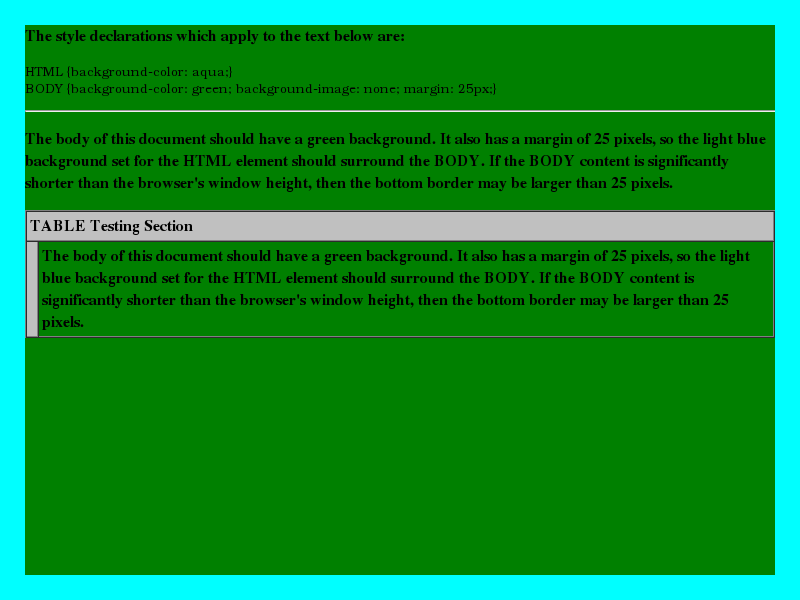 The style declarations which apply to the text below are:
HTML {background-color: aqua;}
BODY {background-color: green; background-image: none; margin: 25px;}
The body of this document should have a green background. It also has a margin of 25 pixels, so the light blue
background set for the HTML element should surround the BODY. If the BODY content is significantly
shorter than the browser's window height, then the bottom border may be larger than 25 pixels.
TABLE Testing Section
The body of this document should have a green background. It also has a margin of 25 pixels, so the light
blue background set for the HTML element should surround the BODY. If the BODY content is
significantly shorter than the browser's window height, then the bottom border may be larger than 25
pixels.